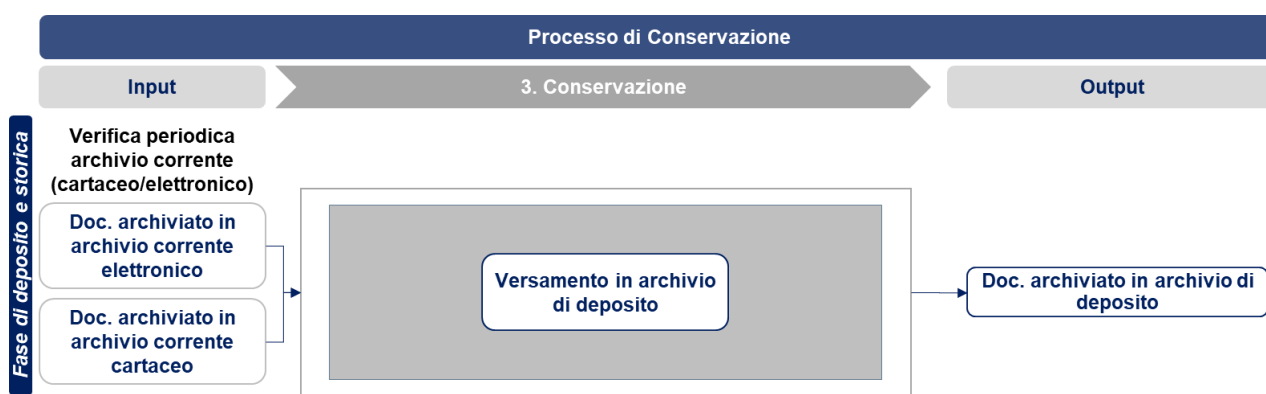 Processo di Conservazione
Input
3. Conservazione
Output
Fase di deposito e storica
Verifica periodica
archivio corrente
(cartaceo/elettronico)
Doc. archiviato in
archivio corrente
elettronico
Doc. archiviato in
archivio corrente
cartaceo
Versamento in archivio
di deposito
Doc. archiviato in archivio di
deposito